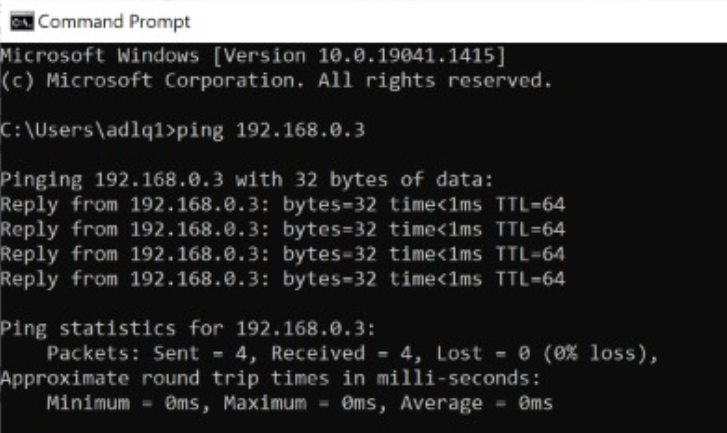 Command Prompt
Microsoft Windows [Version 10.0.19041.1415]
(c) Microsoft Corporation. All rights reserved.
C:\Users\adlq1>ping 192.168.0.3
Pinging 192.168.0.3 with 32 bytes of data:
Reply from 192.168.0.3: bytes=32 time<1ms TTL=64
Reply from 192.168.0.3: bytes=32 time<1ms TTL=64
Reply from 192.168.0.3: bytes=32 time<1ms TTL=64
Reply from 192.168.0.3: bytes=32 time<1ms TTL=64
Ping statistics for 192.168.0.3:
    Packets: Sent = 4, Received = 4, Lost = 0 (0% loss),
Approximate round trip times in milli-seconds:
    Minimum = 0ms, Maximum = 0ms, Average = 0ms